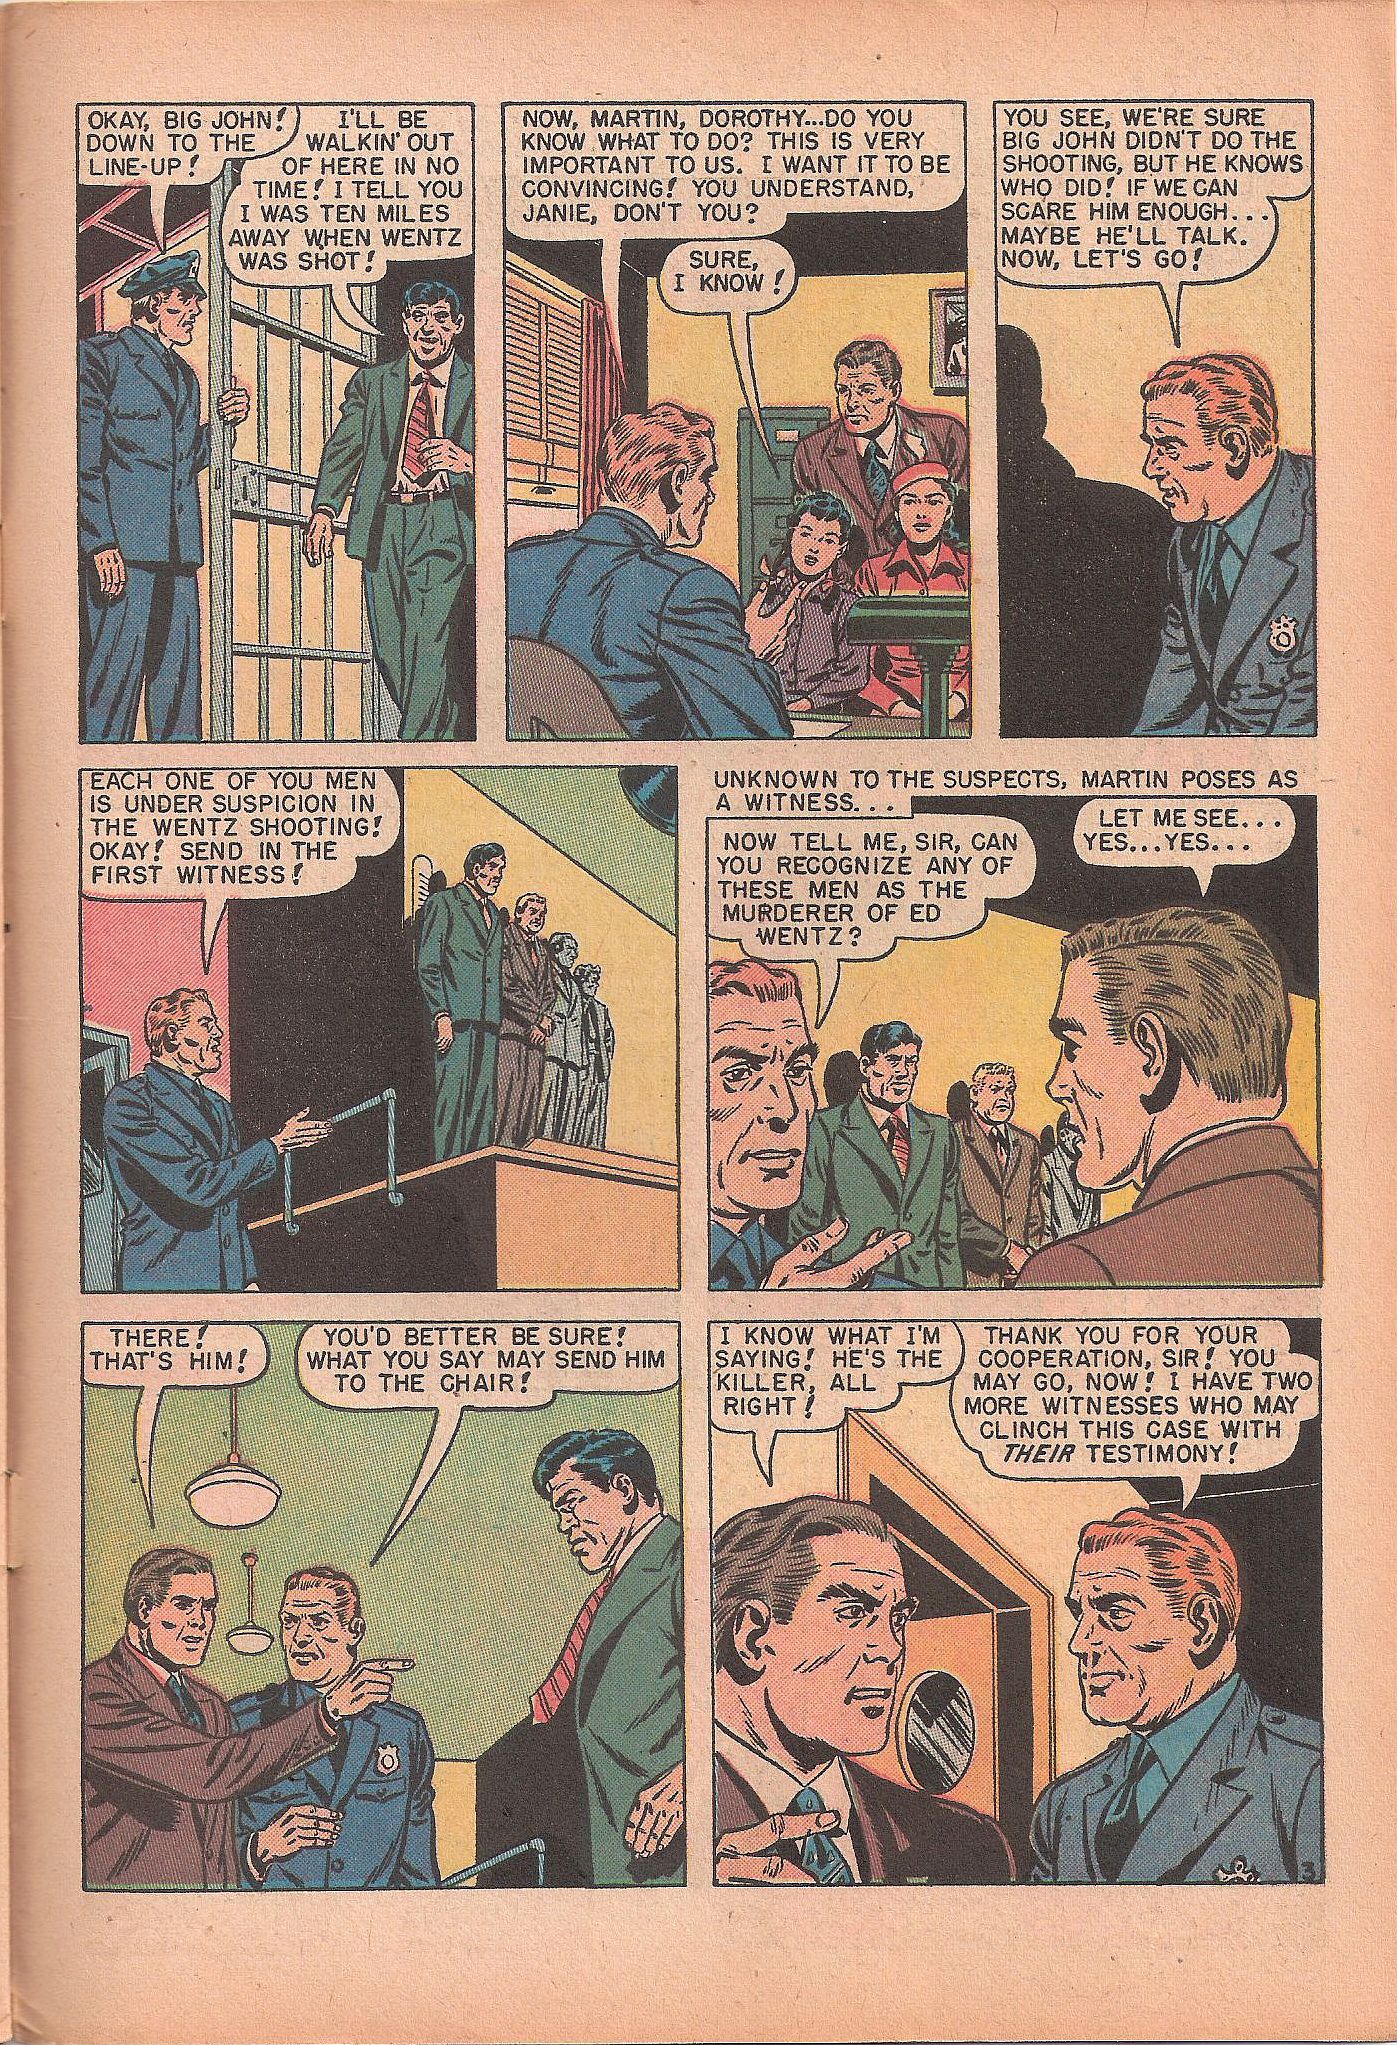 OKAY, BIG JOHN!
DOWN TO THE
LINE-UP!
I'LL BE
WALKIN' OUT
OF HERE IN NO
TIME! I TELL YOU
I WAS TEN MILES
AWAY WHEN WENTZ
WAS SHOT!
NOW, MARTIN, DOROTHY...DO YOU
KNOW WHAT TO DO? THIS IS VERY
IMPORTANT TO US. I WANT IT TO BE
CONVINCING! YOU UNDERSTAND,
JANIE, DON'T YOU?
SURE,
I KNOW!
YOU SEE, WE'RE SURE
BIG JOHN DIDN'T DO THE
SHOOTING, BUT HE KNOWS
WHO DID! IF WE CAN
SCARE HIM ENOUGH...
MAYBE HE'LL TALK.
NOW, LET'S GO!
EACH ONE OF YOU MEN
IS UNDER SUSPICION IN
THE WENTZ SHOOTING!
OKAY! SEND IN THE
FIRST WITNESS!
UNKNOWN TO THE SUSPECTS, MARTIN POSES AS
A WITNESS...
NOW TELL ME, SIR, CAN
YOU RECOGNIZE ANY OF
THESE MEN AS THE
MURDERER OF ED
WENTZ?
LET ME SEE...
YES...YES...
THERE!
THAT'S HIM!
YOU'D BETTER BE SURE!
WHAT YOU SAY MAY SEND HIM
TO THE CHAIR!
I KNOW WHAT I'M
SAYING! HE'S THE
KILLER, ALL
RIGHT!
THANK YOU FOR YOUR
COOPERATION, SIR! YOU
MAY GO, NOW! I HAVE TWO
MORE WITNESSES WHO MAY
CLINCH THIS CASE WITH
THEIR TESTIMONY!
3